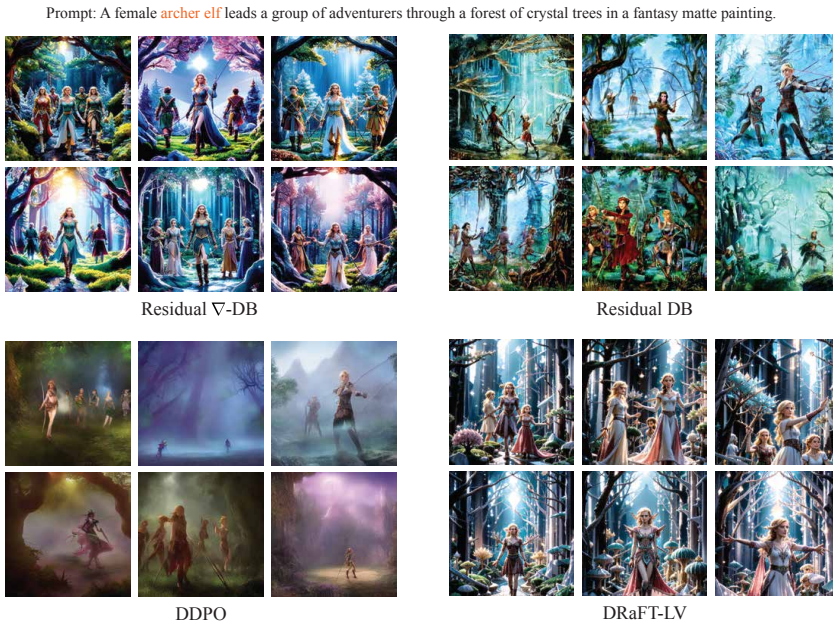 Prompt: A female archer elf leads a group of adventurers through a forest of crystal trees in a fantasy matte painting.
Residual ∇-DB
Residual DB
DDPO
DRaFT-LV